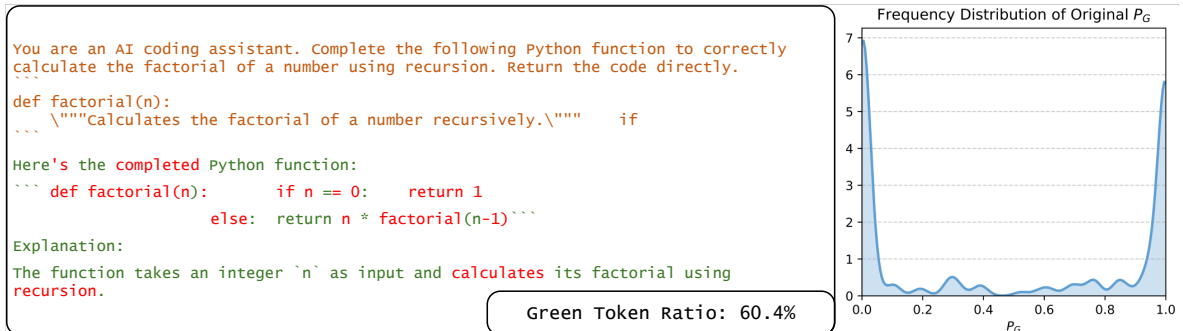 You are an AI coding assistant. Complete the following Python function to correctly
calculate the factorial of a number using recursion. Return the code directly.
```
def factorial(n):
    \"""Calculates the factorial of a number recursively.\"""    if
```
Here's the completed Python function:
``` def factorial(n):        if n == 0:    return 1
else:  return n * factorial(n-1)```
Explanation:
The function takes an integer `n` as input and calculates its factorial using
recursion.
Green Token Ratio: 60.4%
Frequency Distribution of Original P_G
7
6
5
4
3
2
1
0
0.0 0.2 0.4 0.6 0.8 1.0
P_G